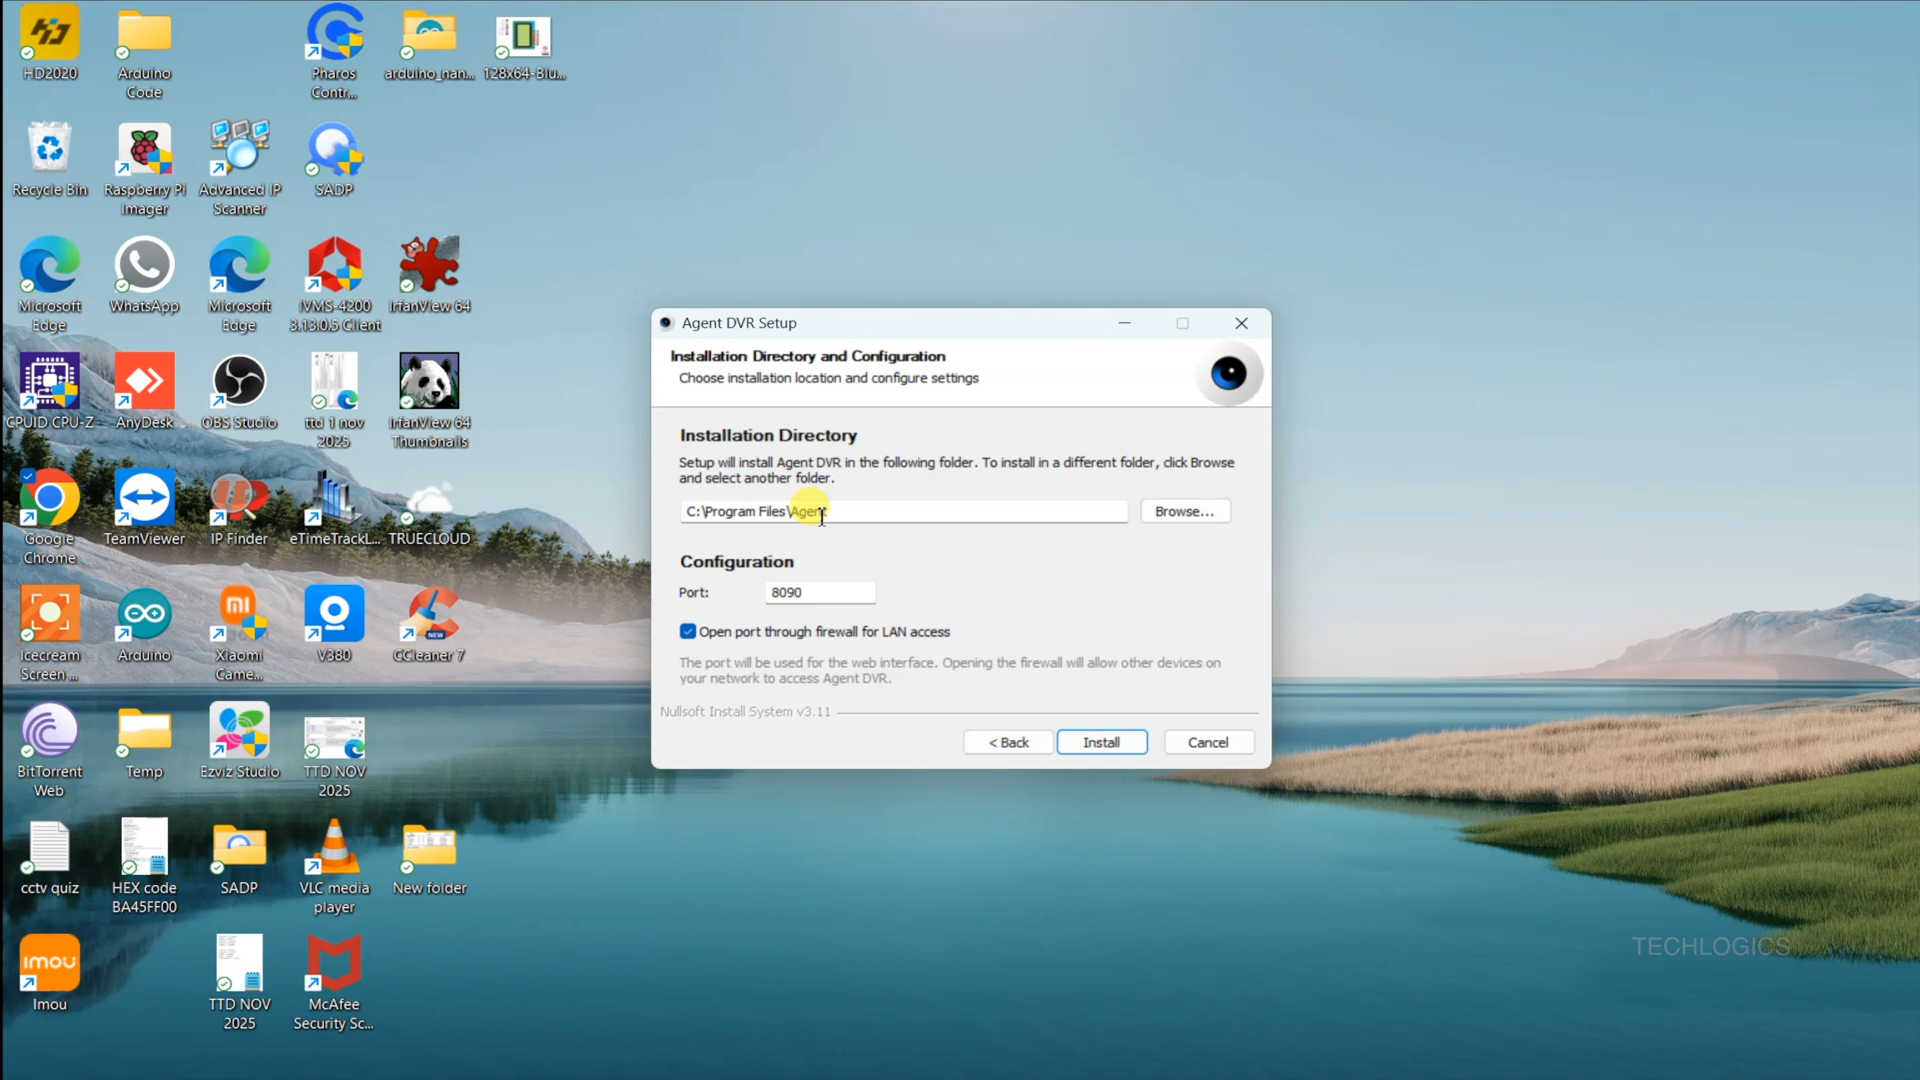 HD2020
Arduino
Code
Pharos
Contr...
arduino_nan...
128x64-Blu...
Recycle Bin
Raspberry Pi
Imager
Advanced IP
Scanner
SADP
Microsoft
Edge
WhatsApp
Microsoft
Edge
iVMS-4200
3.13.0.5 Client
IrfanView 64
CPUID CPU-Z
AnyDesk
OBS Studio
ttd 1 nov
2025
IrfanView 64
Thumbnails
Google
Chrome
TeamViewer
IP Finder
eTimeTrackL...
TRUECLOUD
Icecream
Screen ...
Arduino
mi
Xiaomi
Came...
V380
NEW
CCleaner 7
BitTorrent
Web
Temp
Ezviz Studio
TTD NOV
2025
cctv quiz
HEX code
BA45FF00
SADP
VLC media
player
New folder
imou
Imou
TTD NOV
2025
McAfee
Security Sc...
Agent DVR Setup
Installation Directory and Configuration
Choose installation location and configure settings
Installation Directory
Setup will install Agent DVR in the following folder. To install in a different folder, click Browse
and select another folder.
C:\Program Files\Agent
Browse...
Configuration
Port:
8090
Open port through firewall for LAN access
The port will be used for the web interface. Opening the firewall will allow other devices on
your network to access Agent DVR.
Nullsoft Install System v3.11
< Back
Install
Cancel
TECHLOGICS